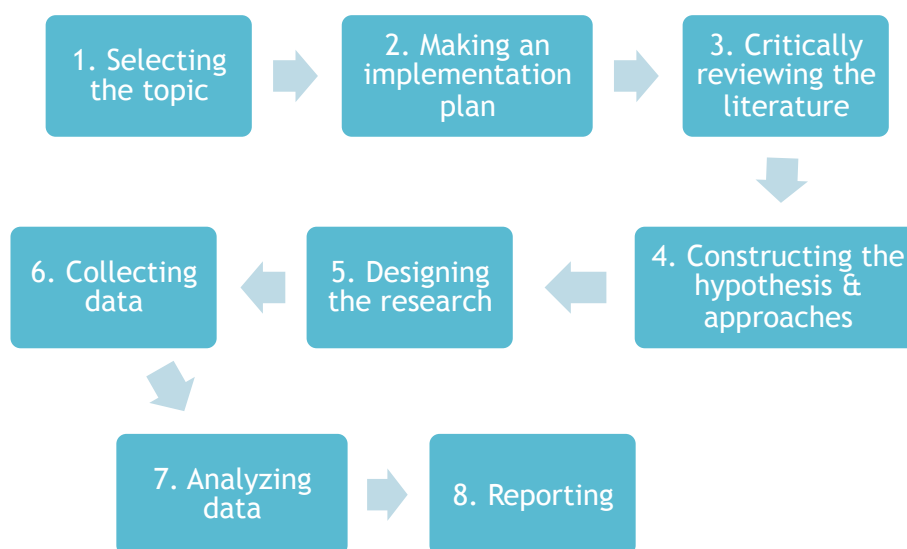 1. Selecting
the topic
2. Making an
implementation
plan
3. Critically
reviewing the
literature
4. Constructing the
hypothesis &
approaches
5. Designing
the research
6. Collecting
data
7. Analyzing
data
8. Reporting